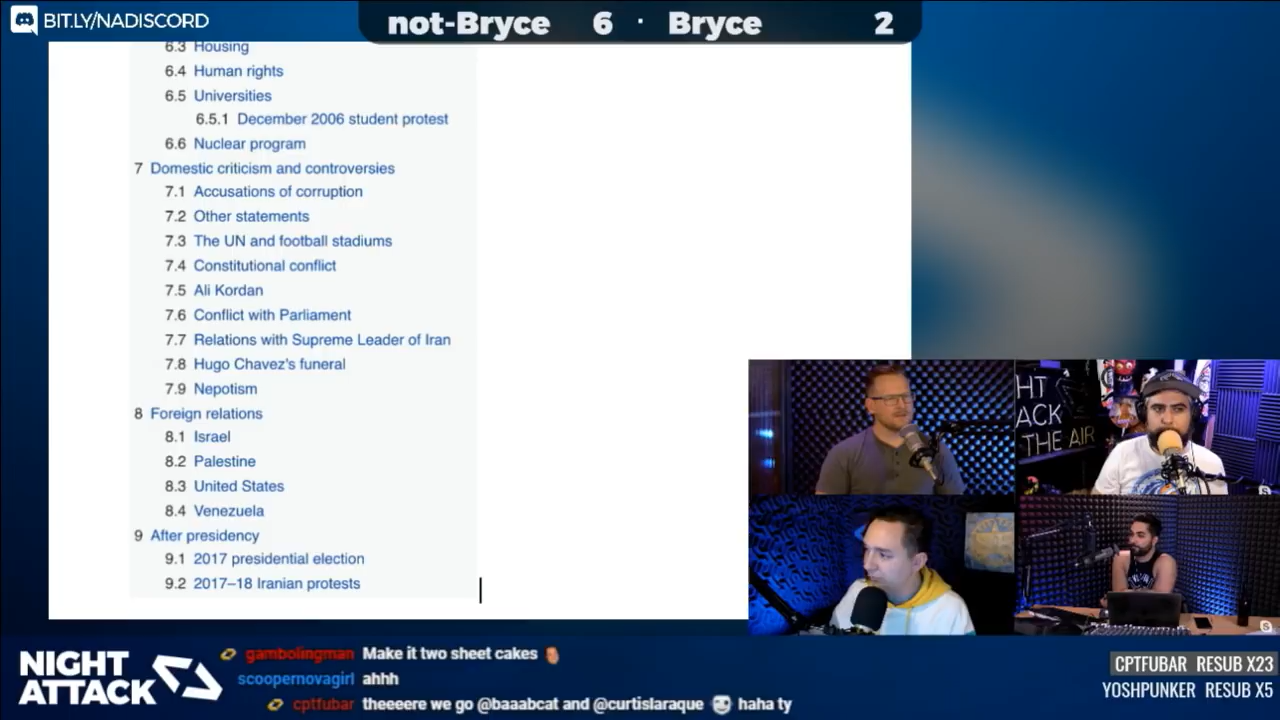 BIT.LY/NADISCORD
not-Bryce 6 · Bryce 2
6.3 Housing
6.4 Human rights
6.5 Universities
6.5.1 December 2006 student protest
6.6 Nuclear program
7 Domestic criticism and controversies
7.1 Accusations of corruption
7.2 Other statements
7.3 The UN and football stadiums
7.4 Constitutional conflict
7.5 Ali Kordan
7.6 Conflict with Parliament
7.7 Relations with Supreme Leader of Iran
7.8 Hugo Chavez's funeral
7.9 Nepotism
8 Foreign relations
8.1 Israel
8.2 Palestine
8.3 United States
8.4 Venezuela
9 After presidency
9.1 2017 presidential election
9.2 2017–18 Iranian protests
HT
ACK
THE AIR
NIGHT
ATTACK
gambolingman Make it two sheet cakes
scoopernovagirl ahhh
cptfubar theeeere we go @baaabcat and @curtislaraque haha ty
CPTFUBAR RESUB X23
YOSHPUNKER RESUB X5